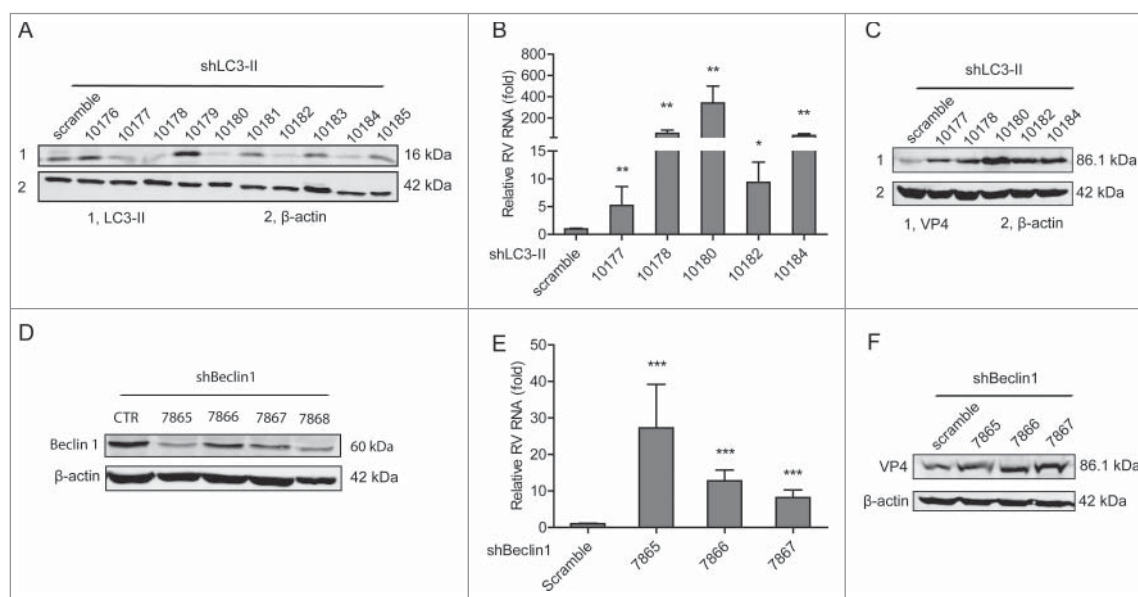 A
shLC3-II
scramble 10176 10177 10178 10179 10180 10181 10182 10183 10184 10185
1 16 kDa
2 42 kDa
1, LC3-II 2, β-actin
B
Relative RV RNA (fold)
800
600
400
200
15
10
5
0
** ** ** * **
shLC3-II
scramble 10177 10178 10180 10182 10184
C
shLC3-II
scramble 10177 10178 10180 10182 10184
1 86.1 kDa
2 42 kDa
1, VP4 2, β-actin
D
shBeclin1
CTR 7865 7866 7867 7868
Beclin 1 60 kDa
β-actin 42 kDa
E
Relative RV RNA (fold)
50
40
30
20
10
0
*** *** ***
shBeclin1
Scramble 7865 7866 7867
F
shBeclin1
scramble 7865 7866 7867
VP4 86.1 kDa
β-actin 42 kDa